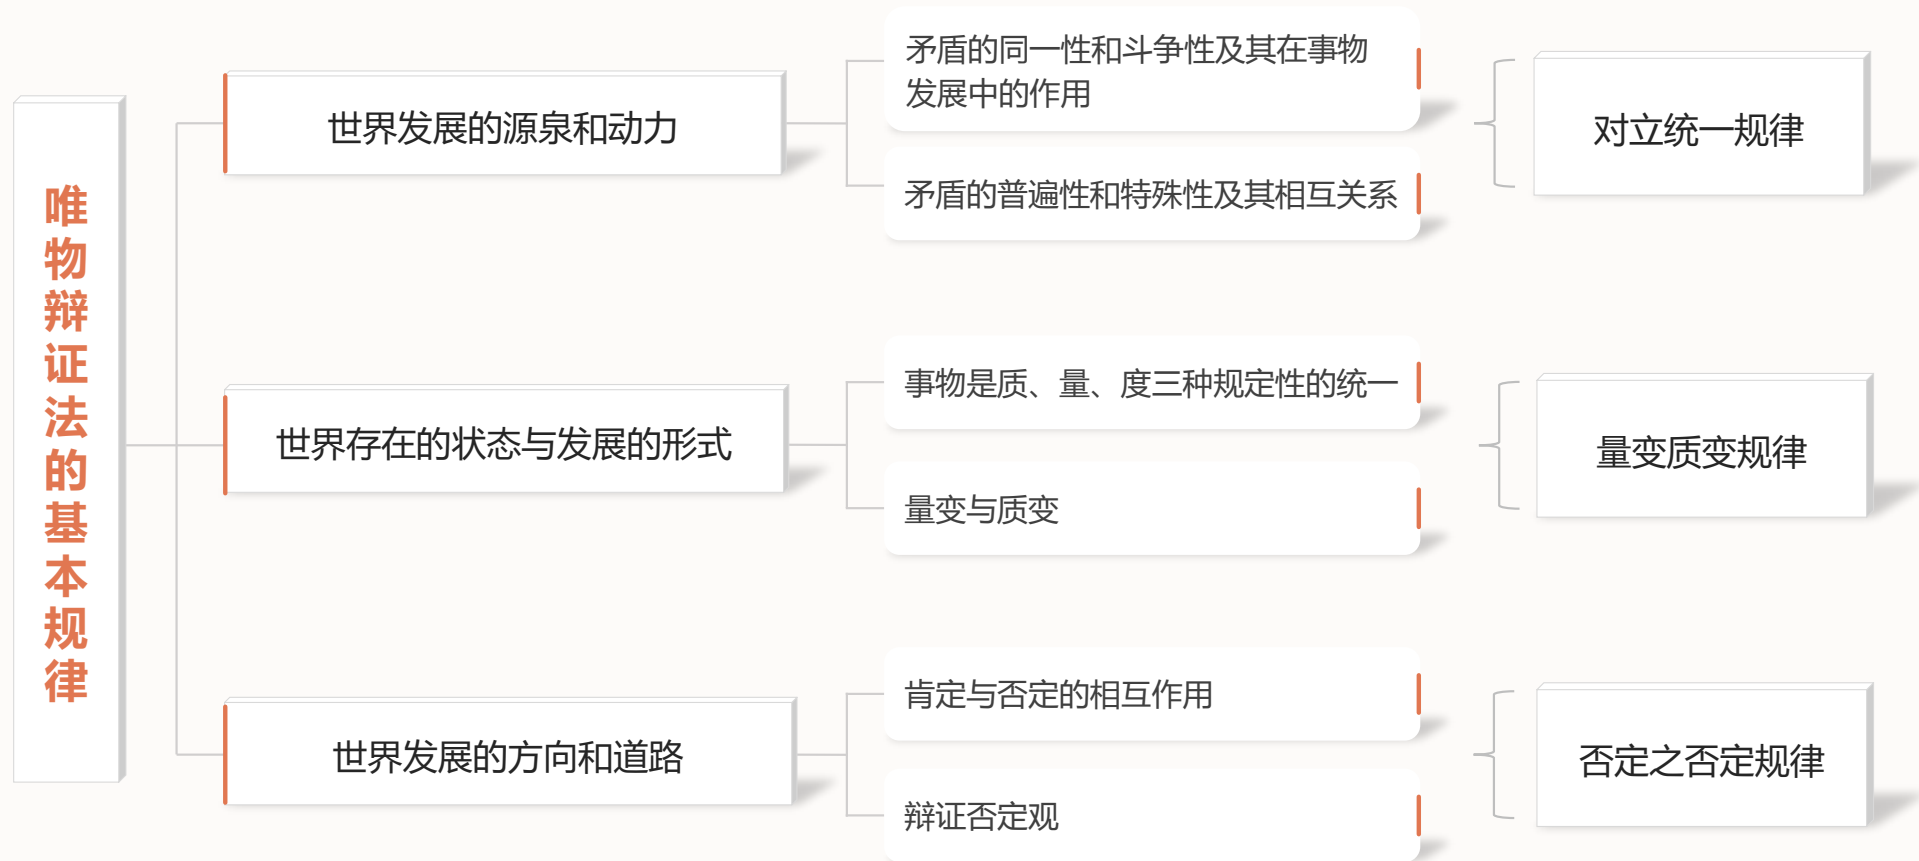 唯物辩证法的基本规律
世界发展的源泉和动力
矛盾的同一性和斗争性及其在事物
发展中的作用
矛盾的普遍性和特殊性及其相互关系
对立统一规律
世界存在的状态与发展的形式
事物是质、量、度三种规定性的统一
量变与质变
量变质变规律
世界发展的方向和道路
肯定与否定的相互作用
辩证否定观
否定之否定规律